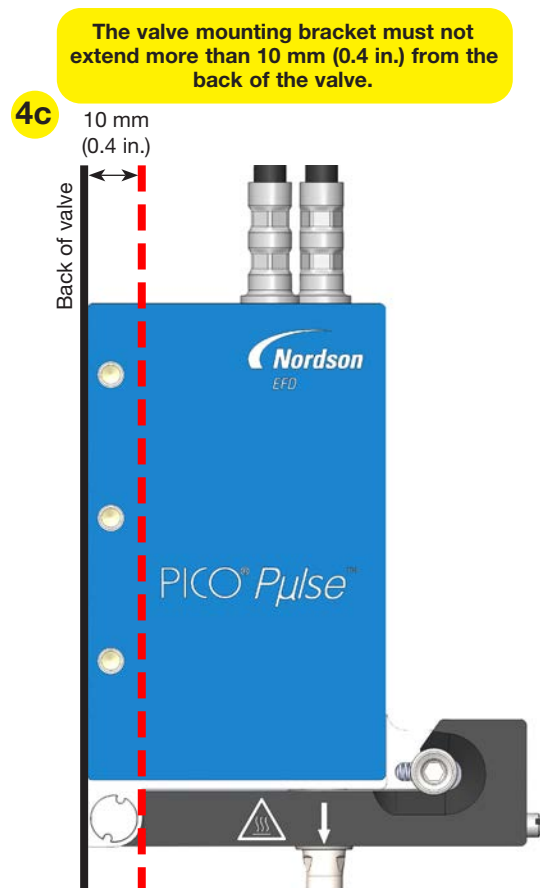 The valve mounting bracket must not
extend more than 10 mm (0.4 in.) from the
back of the valve.
4c
10 mm
(0.4 in.)
Back of valve
Nordson
EFD
PICO® Pµlse™